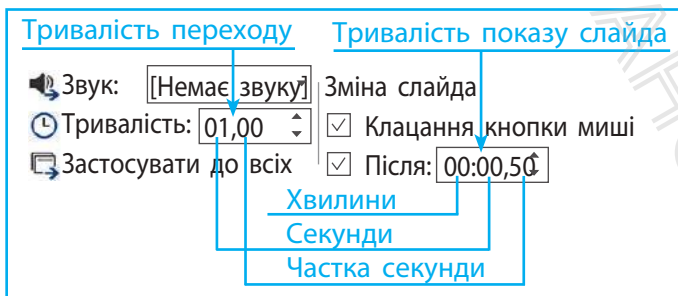 Тривалість переходу
Тривалість показу слайда
Звук: [Немає звуку] Зміна слайда
Тривалість: 01,00 Клацання кнопки миші
Застосувати до всіх Після: 00:00,50
Хвилини
Секунди
Частка секунди